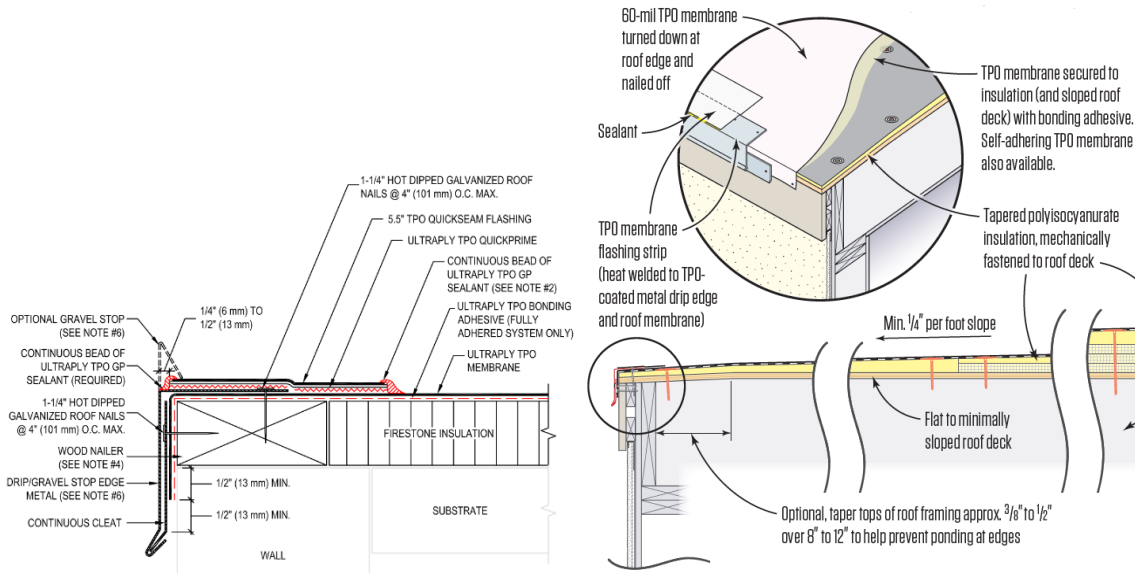 1-1/4" HOT DIPPED GALVANIZED ROOF
NAILS @ 4" (101 mm) O.C. MAX.
5.5" TPO QUICKSEAM FLASHING
ULTRAPLY TPO QUICKPRIME
CONTINUOUS BEAD OF
ULTRAPLY TPO GP
SEALANT (SEE NOTE #2)
ULTRAPLY TPO BONDING
ADHESIVE (FULLY
ADHERED SYSTEM ONLY)
ULTRAPLY TPO
MEMBRANE
1/4" (6 mm) TO
1/2" (13 mm)
OPTIONAL GRAVEL STOP
(SEE NOTE #6)
CONTINUOUS BEAD OF
ULTRAPLY TPO GP
SEALANT (REQUIRED)
1-1/4" HOT DIPPED
GALVANIZED ROOF NAILS
@ 4" (101 mm) O.C. MAX.
WOOD NAILER
(SEE NOTE #4)
DRIP/GRAVEL STOP EDGE
METAL (SEE NOTE #6)
CONTINUOUS CLEAT
FIRESTONE INSULATION
1/2" (13 mm) MIN.
1/2" (13 mm) MIN.
SUBSTRATE
WALL
60-mil TPO membrane
turned down at
roof edge and
nailed off
Sealant
TPO membrane
flashing strip
(heat welded to TPO-
coated metal drip edge
and roof membrane)
TPO membrane secured to
insulation (and sloped roof
deck) with bonding adhesive.
Self-adhering TPO membrane
also available.
Tapered polyisocyanurate
insulation, mechanically
fastened to roof deck
Min. 1/4" per foot slope
Flat to minimally
sloped roof deck
Optional, taper tops of roof framing approx. 3/8" to 1/2"
over 8" to 12" to help prevent ponding at edges